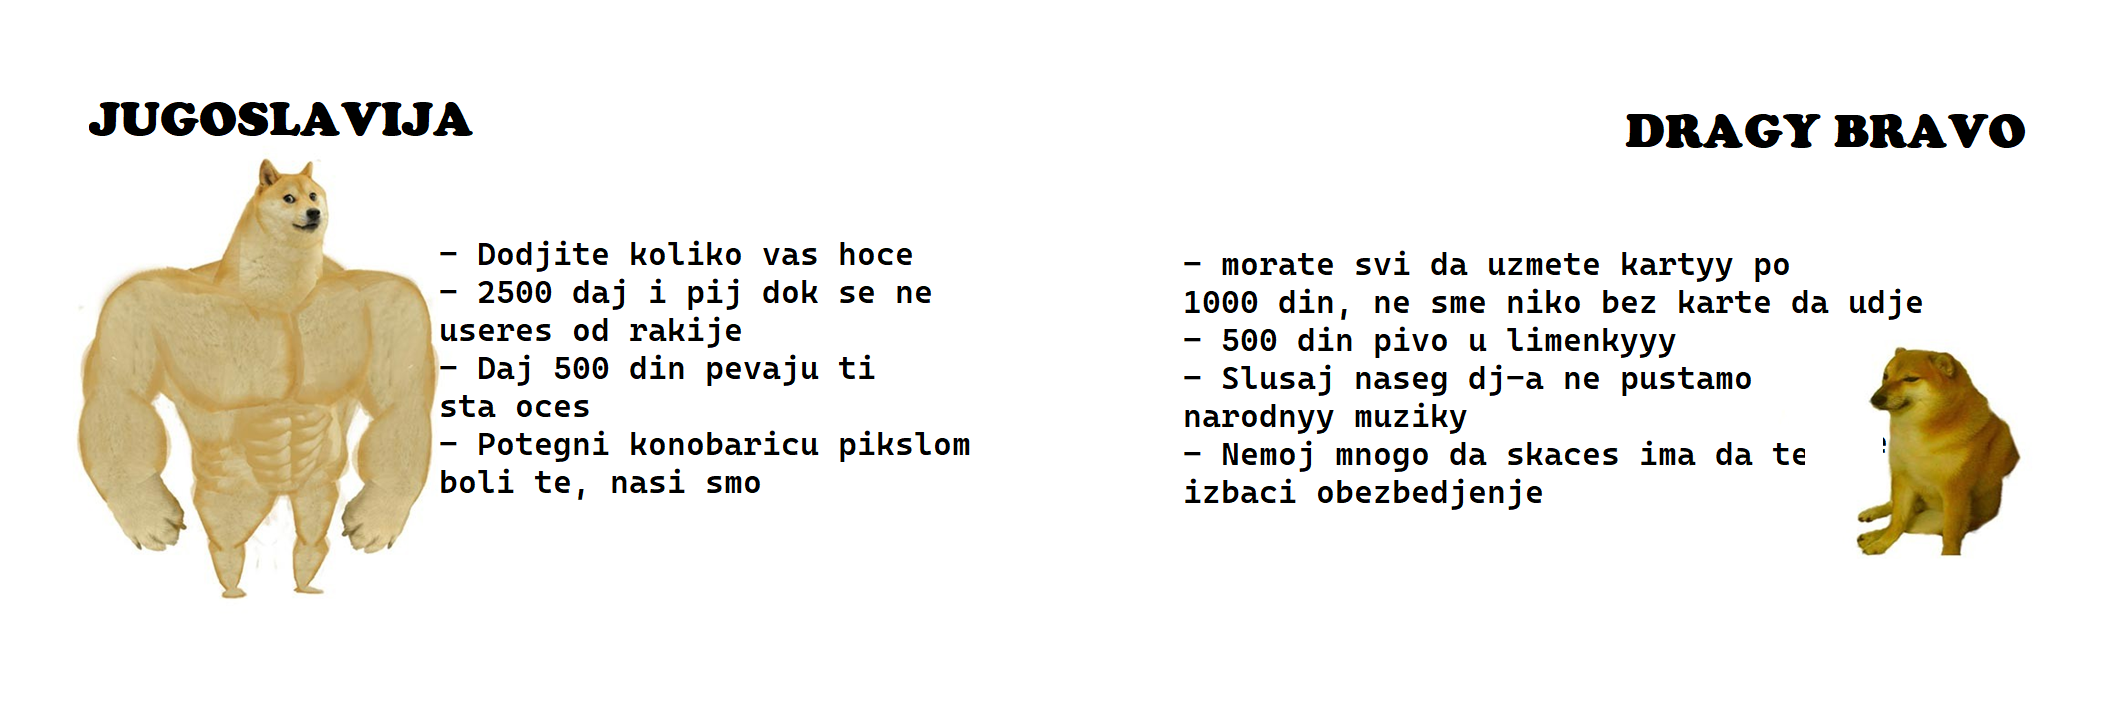 JUGOSLAVIJA
- Dodjite koliko vas hoce
- 2500 daj i pij dok se ne
useres od rakije
- Daj 500 din pevaju ti
sta oces
- Potegni konobaricu pikslom
boli te, nasi smo
DRAGY BRAVO
- morate svi da uzmete kartyy po
1000 din, ne sme niko bez karte da udje
- 500 din pivo u limenkyyy
- Slusaj naseg dj-a ne pustamo
narodnyy muziky
- Nemoj mnogo da skaces ima da te
izbaci obezbedjenje